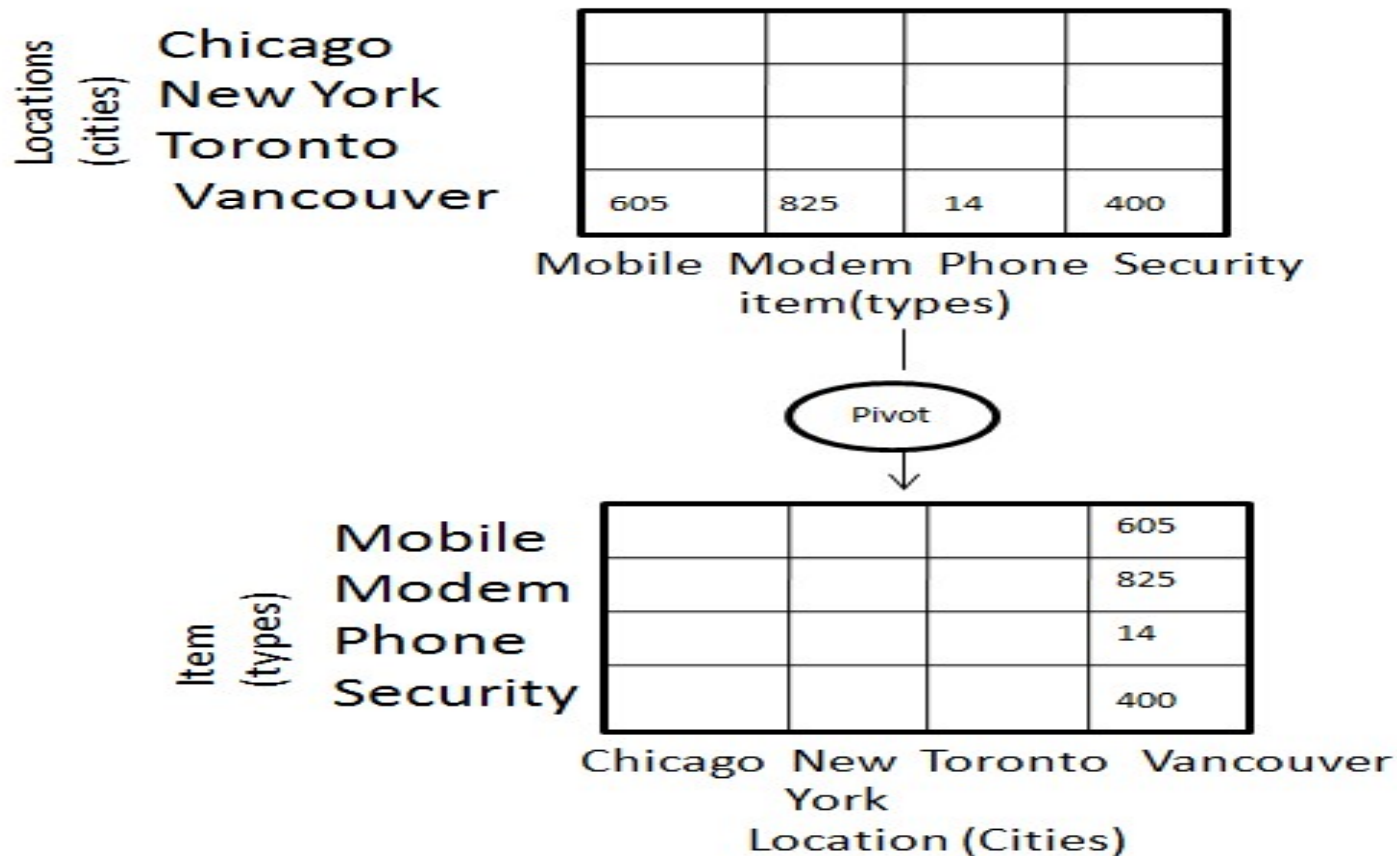 Locations
(cities)
Chicago
New York
Toronto
Vancouver
605 825 14 400
Mobile Modem Phone Security
item(types)
Pivot
Item
(types)
Mobile 605
Modem 825
Phone 14
Security 400
Chicago New Toronto Vancouver
York
Location (Cities)